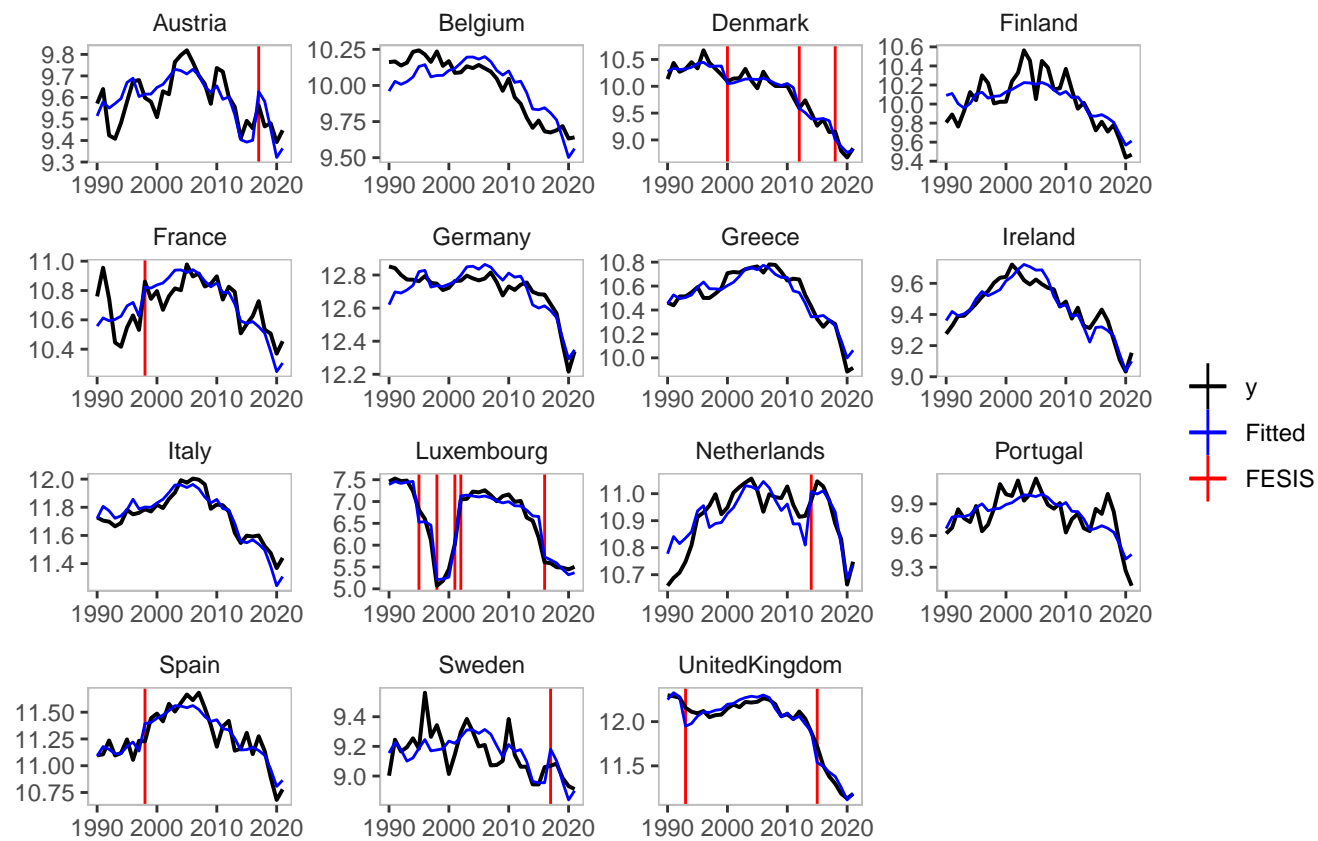 Austria Belgium Denmark Finland
9.8 9.7 9.6 9.5 9.4 9.3
10.25 10.00 9.75 9.50
10.5 10.0 9.5 9.0
10.6 10.4 10.2 10.0 9.8 9.6 9.4
1990 2000 2010 2020 1990 2000 2010 2020 1990 2000 2010 2020 1990 2000 2010 2020
France Germany Greece Ireland
11.0 10.8 10.6 10.4
12.8 12.6 12.4 12.2
10.8 10.6 10.4 10.2 10.0
9.6 9.4 9.2 9.0
1990 2000 2010 2020 1990 2000 2010 2020 1990 2000 2010 2020 1990 2000 2010 2020
y
Fitted
FESIS
Italy Luxembourg Netherlands Portugal
12.0 11.8 11.6 11.4
7.5 7.0 6.5 6.0 5.5 5.0
11.0 10.9 10.8 10.7
9.9 9.6 9.3
1990 2000 2010 2020 1990 2000 2010 2020 1990 2000 2010 2020 1990 2000 2010 2020
Spain Sweden UnitedKingdom
11.50 11.25 11.00 10.75
9.4 9.2 9.0
12.0 11.5
1990 2000 2010 2020 1990 2000 2010 2020 1990 2000 2010 2020